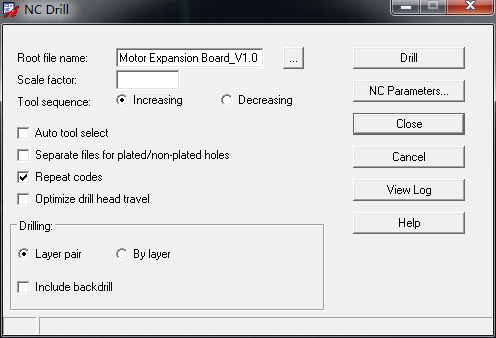 NC Drill
Root file name: Motor Expansion Board_V1.0 ... Drill
Scale factor:
NC Parameters...
Tool sequence: Increasing Decreasing
Close
Auto tool select
Separate files for plated/non-plated holes Cancel
Repeat codes
View Log
Optimize drill head travel
Help
Drilling:
Layer pair By layer
Include backdrill